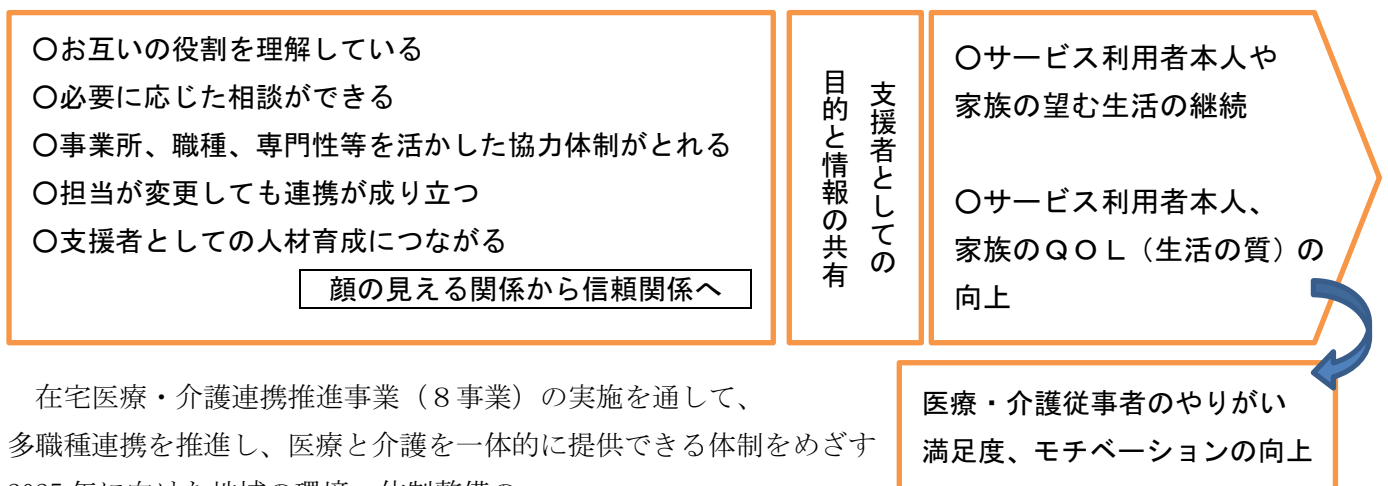 〇お互いの役割を理解している
〇必要に応じた相談ができる
〇事業所、職種、専門性等を活かした協力体制がとれる
〇担当が変更しても連携が成り立つ
〇支援者としての人材育成につながる
顔の見える関係から信頼関係へ
支援者としての
目的と情報の共有
〇サービス利用者本人や
家族の望む生活の継続
〇サービス利用者本人、
家族のＱＯＬ（生活の質）の
向上
在宅医療・介護連携推進事業（８事業）の実施を通して、
多職種連携を推進し、医療と介護を一体的に提供できる体制をめざす
医療・介護従事者のやりがい
満足度、モチベーションの向上